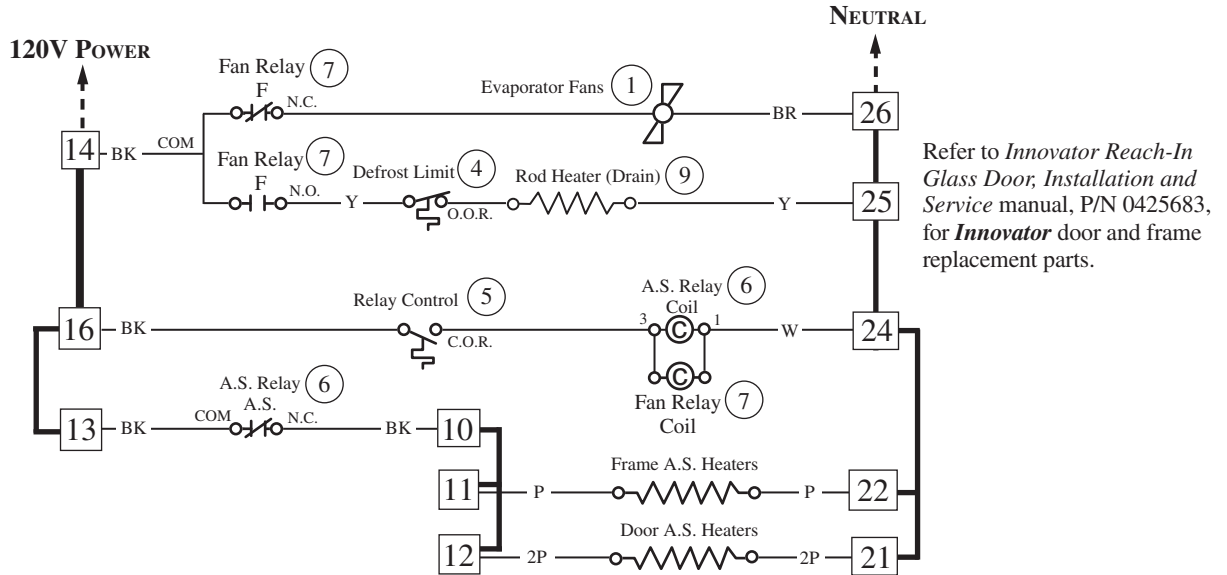 NEUTRAL
120V POWER
Fan Relay 7
F
N.C.
Evaporator Fans 1
BR
26
14
BK
COM
Fan Relay 7
F
N.O.
Y
Defrost Limit 4
O.O.R.
Rod Heater (Drain) 9
Y
25
Refer to Innovator Reach-In
Glass Door, Installation and
Service manual, P/N 0425683,
for Innovator door and frame
replacement parts.
16
BK
Relay Control 5
C.O.R.
A.S. Relay 6
Coil
3
C
1
W
24
C
Fan Relay 7
Coil
13
BK
COM
A.S. Relay 6
A.S.
N.C.
BK
10
11
P
Frame A.S. Heaters
P
22
12
2P
Door A.S. Heaters
2P
21